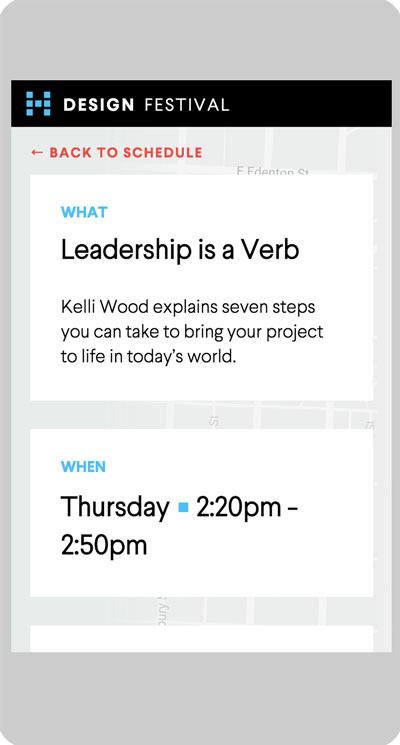 DESIGN FESTIVAL
← BACK TO SCHEDULE
E Edenton St
WHAT
Leadership is a Verb
Kelli Wood explains seven steps
you can take to bring your project
to life in today’s world.
St
St
WHEN
Thursday ▪ 2:20pm –
2:50pm
bury S